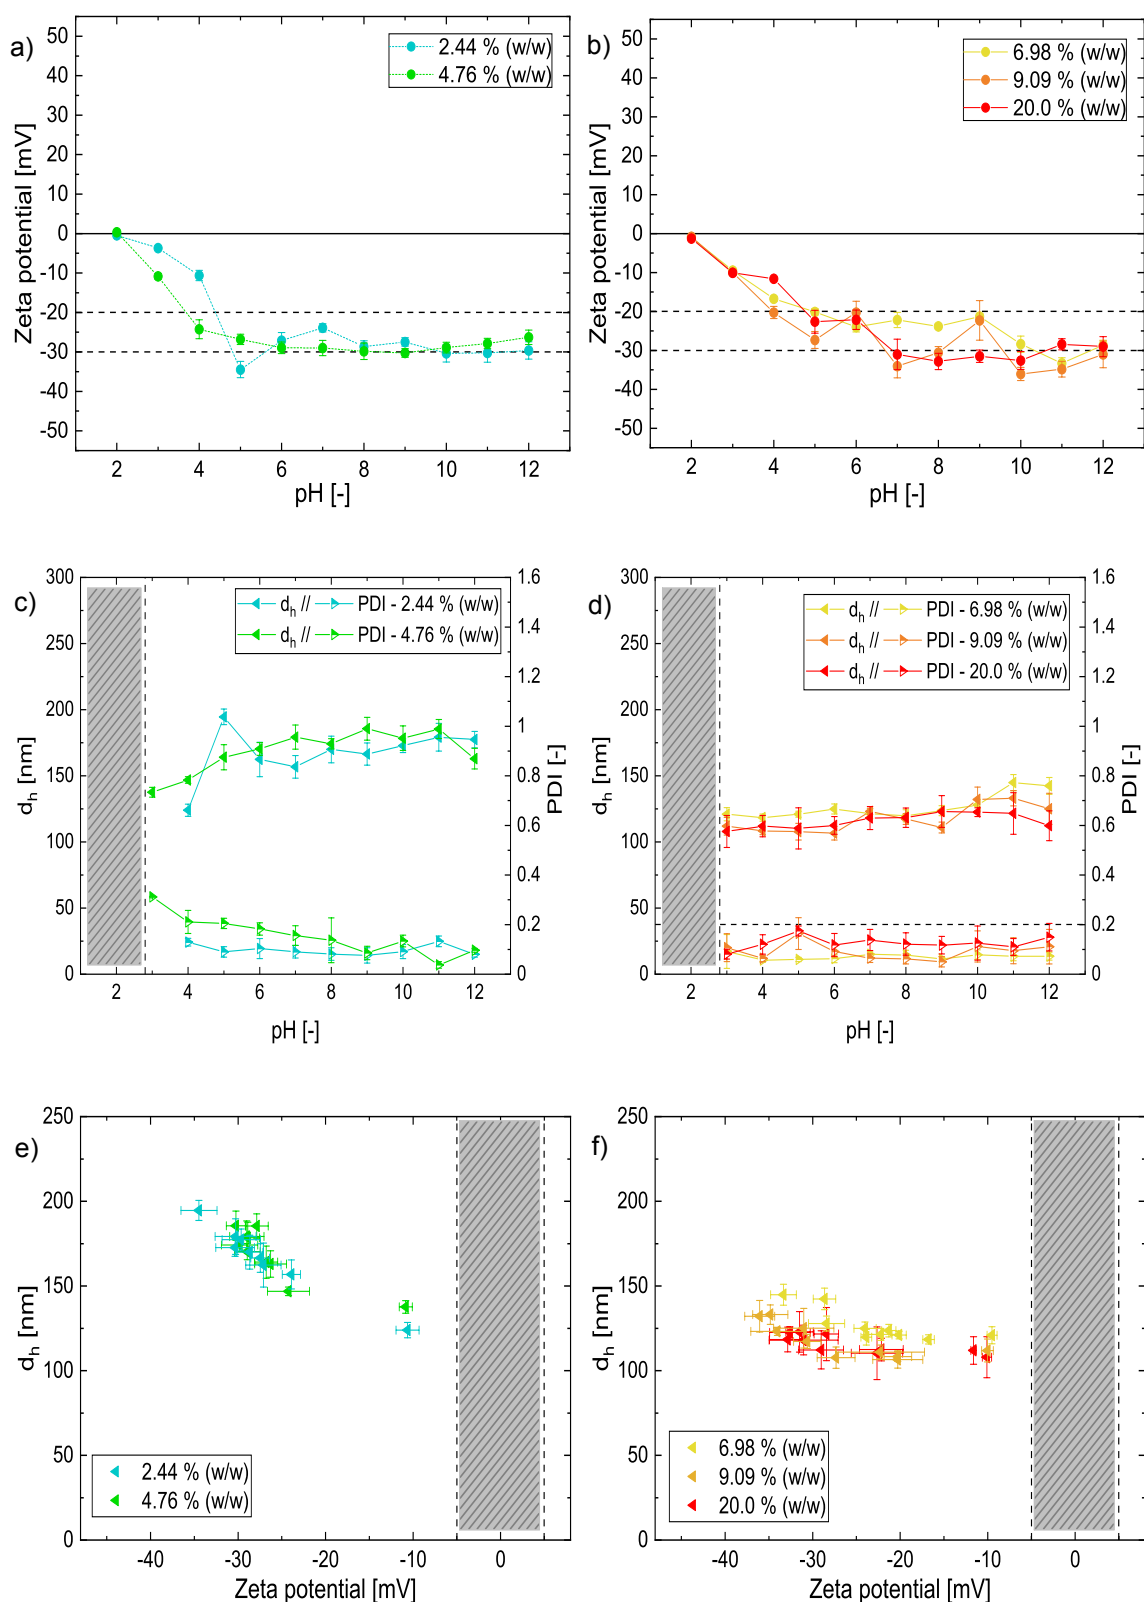 a)
2.44 % (w/w)
4.76 % (w/w)
Zeta potential [mV]
50
40
30
20
10
0
-10
-20
-30
-40
-50
2 4 6 8 10 12
pH [-]
b)
6.98 % (w/w)
9.09 % (w/w)
20.0 % (w/w)
Zeta potential [mV]
50
40
30
20
10
0
-10
-20
-30
-40
-50
2 4 6 8 10 12
pH [-]
c)
dh // PDI - 2.44 % (w/w)
dh // PDI - 4.76 % (w/w)
dh [nm]
300
250
200
150
100
50
0
PDI [-]
1.6
1.4
1.2
1
0.8
0.6
0.4
0.2
0
2 4 6 8 10 12
pH [-]
d)
dh // PDI - 6.98 % (w/w)
dh // PDI - 9.09 % (w/w)
dh // PDI - 20.0 % (w/w)
dh [nm]
300
250
200
150
100
50
0
PDI [-]
1.6
1.4
1.2
1
0.8
0.6
0.4
0.2
0
2 4 6 8 10 12
pH [-]
e)
dh [nm]
250
200
150
100
50
0
2.44 % (w/w)
4.76 % (w/w)
-40 -30 -20 -10 0
Zeta potential [mV]
f)
dh [nm]
250
200
150
100
50
0
6.98 % (w/w)
9.09 % (w/w)
20.0 % (w/w)
-40 -30 -20 -10 0
Zeta potential [mV]